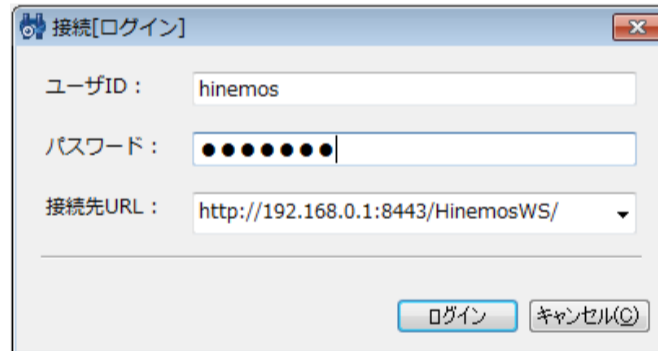 接続[ログイン]
ユーザID： hinemos
パスワード： ●●●●●●●
接続先URL： http://192.168.0.1:8443/HinemosWS/
ログイン キャンセル(C)